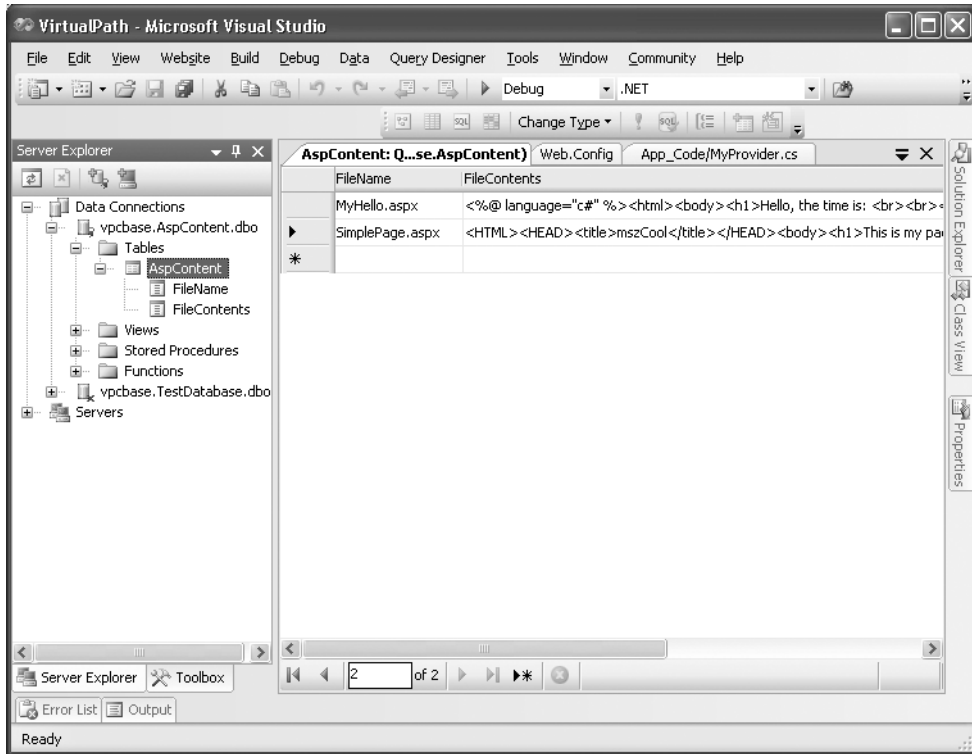 VirtualPath - Microsoft Visual Studio
File Edit View Website Build Debug Data Query Designer Tools Window Community Help
Debug .NET
SQL Change Type SQL
Server Explorer
AspContent: Q...se.AspContent) Web.Config App_Code/MyProvider.cs
FileName FileContents
MyHello.aspx <%@ language="c#" %><html><body><h1>Hello, the time is: <br><br><
SimplePage.aspx <HTML><HEAD><title>mszCool</title></HEAD><body><h1>This is my pa
Data Connections
vpcbase.AspContent.dbo
Tables
AspContent
FileName
FileContents
Views
Stored Procedures
Functions
vpcbase.TestDatabase.dbo
Servers
Solution Explorer
Class View
Properties
2 of 2
Server Explorer Toolbox
Error List Output
Ready